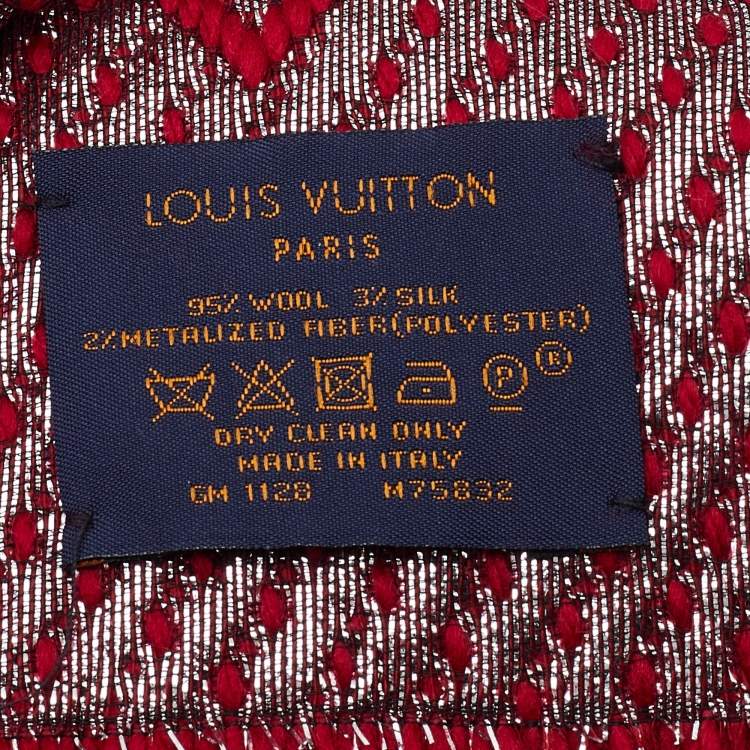 LOUIS VUITTON
PARIS
95% WOOL 3% SILK
2%METALIZED FIBER(POLYESTER)
P ®
DRY CLEAN ONLY
MADE IN ITALY
GM 1128 M75832